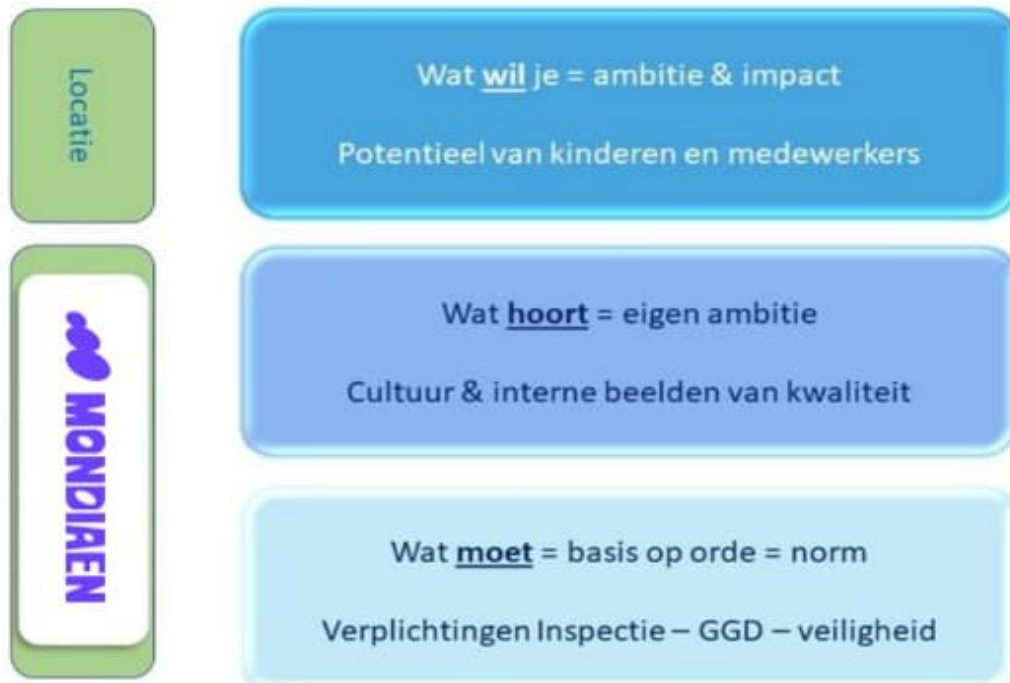 Locatie
Wat wil je = ambitie & impact
Potentieel van kinderen en medewerkers
MONDIAEN
Wat hoort = eigen ambitie
Cultuur & interne beelden van kwaliteit
Wat moet = basis op orde = norm
Verplichtingen Inspectie – GGD – veiligheid